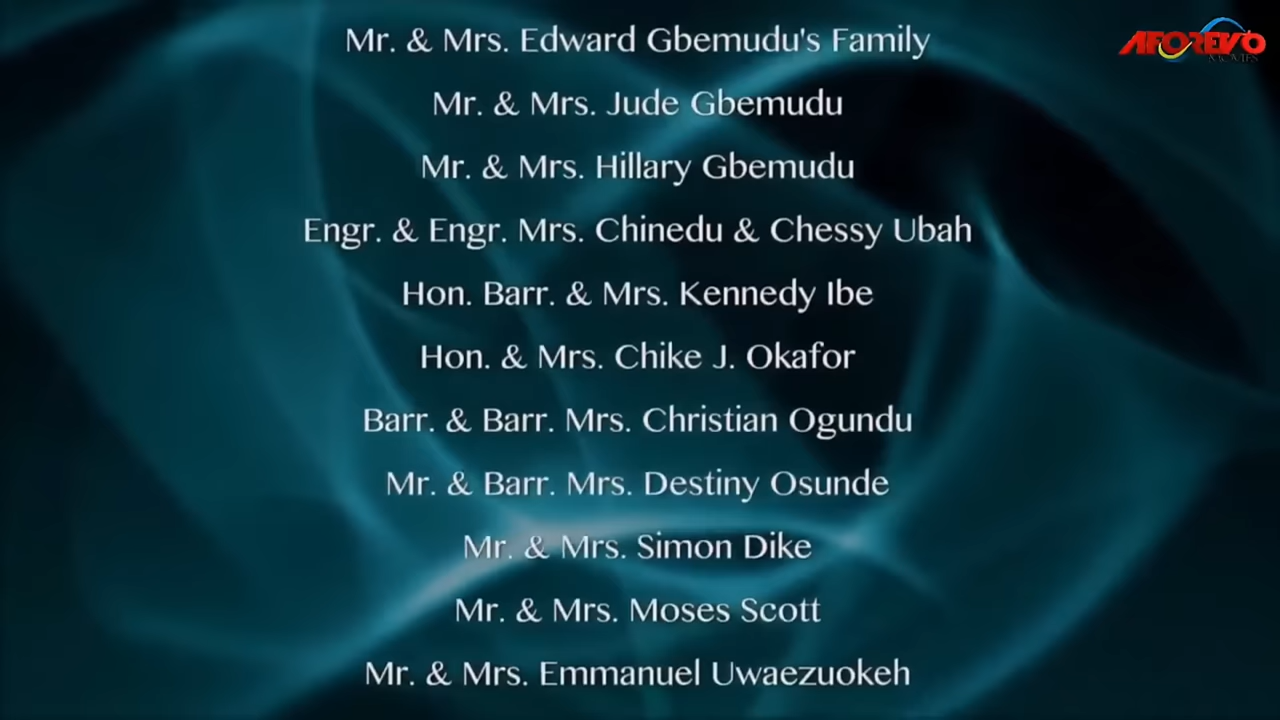 Mr. & Mrs. Edward Gbemudu's Family
AFOREVO
MOVIES
Mr. & Mrs. Jude Gbemudu
Mr. & Mrs. Hillary Gbemudu
Engr. & Engr. Mrs. Chinedu & Chessy Ubah
Hon. Barr. & Mrs. Kennedy Ibe
Hon. & Mrs. Chike J. Okafor
Barr. & Barr. Mrs. Christian Ogundu
Mr. & Barr. Mrs. Destiny Osunde
Mr. & Mrs. Simon Dike
Mr. & Mrs. Moses Scott
Mr. & Mrs. Emmanuel Uwaezuokeh